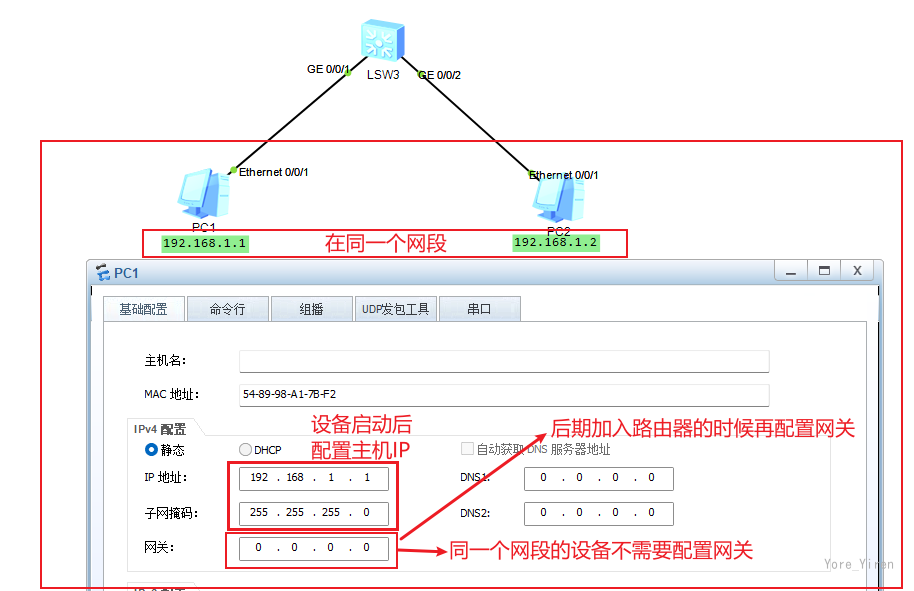 GE 0/0/1
LSW3
GE 0/0/2
Ethernet 0/0/1
Ethernet 0/0/1
PC1
PC2
192.168.1.1
在同一个网段
192.168.1.2
PC1
X
基础配置
命令行
组播
UDP发包工具
串口
主机名:
MAC 地址:
54-89-98-A1-7B-F2
IPv4 配置
设备启动后
配置主机IP
后期加入路由器的时候再配置网关
静态
DHCP
自动获取 DNS 服务器地址
IP 地址:
192 . 168 . 1 . 1
DNS1:
0 . 0 . 0 . 0
子网掩码:
255 . 255 . 255 . 0
DNS2:
0 . 0 . 0 . 0
网关:
0 . 0 . 0 . 0
同一个网段的设备不需要配置网关
Yore_Yiren